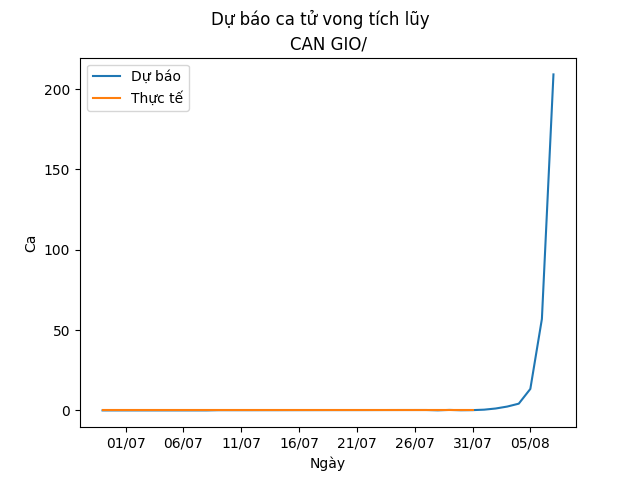 Dự báo ca tử vong tích lũy
CAN GIO/
Dự báo
Thực tế
200
150
100
50
0
Ca
01/07 06/07 11/07 16/07 21/07 26/07 31/07 05/08
Ngày